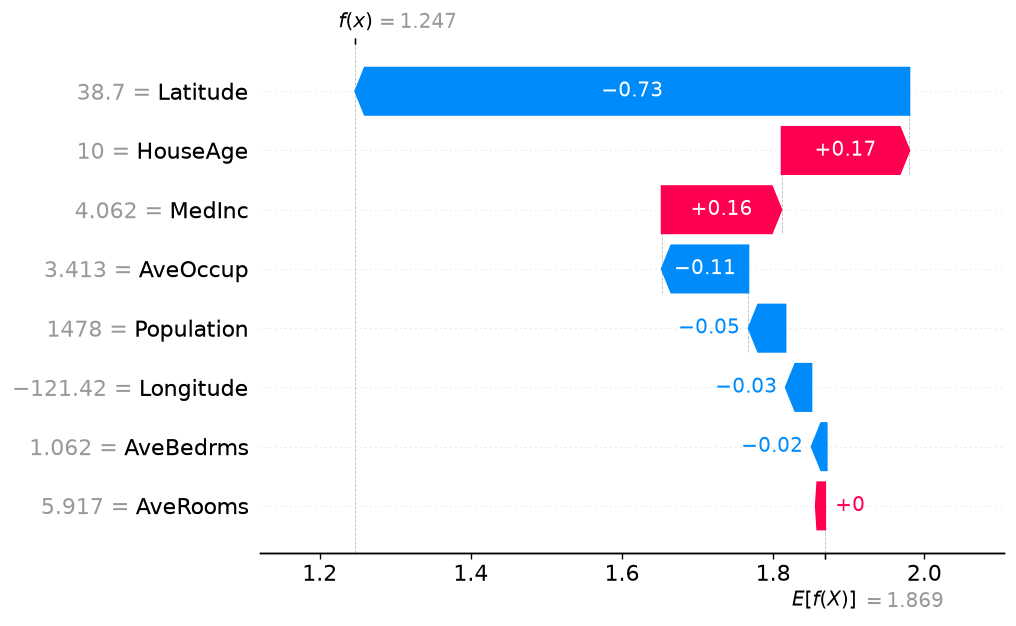 f(x) = 1.247
38.7 = Latitude
−0.73
10 = HouseAge
+0.17
4.062 = MedInc
+0.16
3.413 = AveOccup
−0.11
1478 = Population
−0.05
−121.42 = Longitude
−0.03
1.062 = AveBedrms
−0.02
5.917 = AveRooms
+0
1.2 1.4 1.6 1.8 2.0
E[f(X)] = 1.869